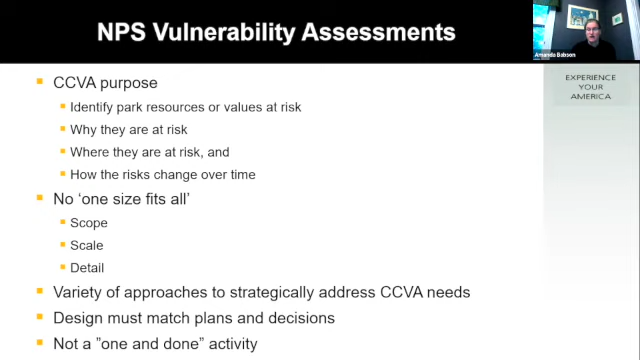 NPS Vulnerability Assessments
Amanda Babson
EXPERIENCE
YOUR
AMERICA
CCVA purpose
Identify park resources or values at risk
Why they are at risk
Where they are at risk, and
How the risks change over time
No ‘one size fits all’
Scope
Scale
Detail
Variety of approaches to strategically address CCVA needs
Design must match plans and decisions
Not a ”one and done” activity